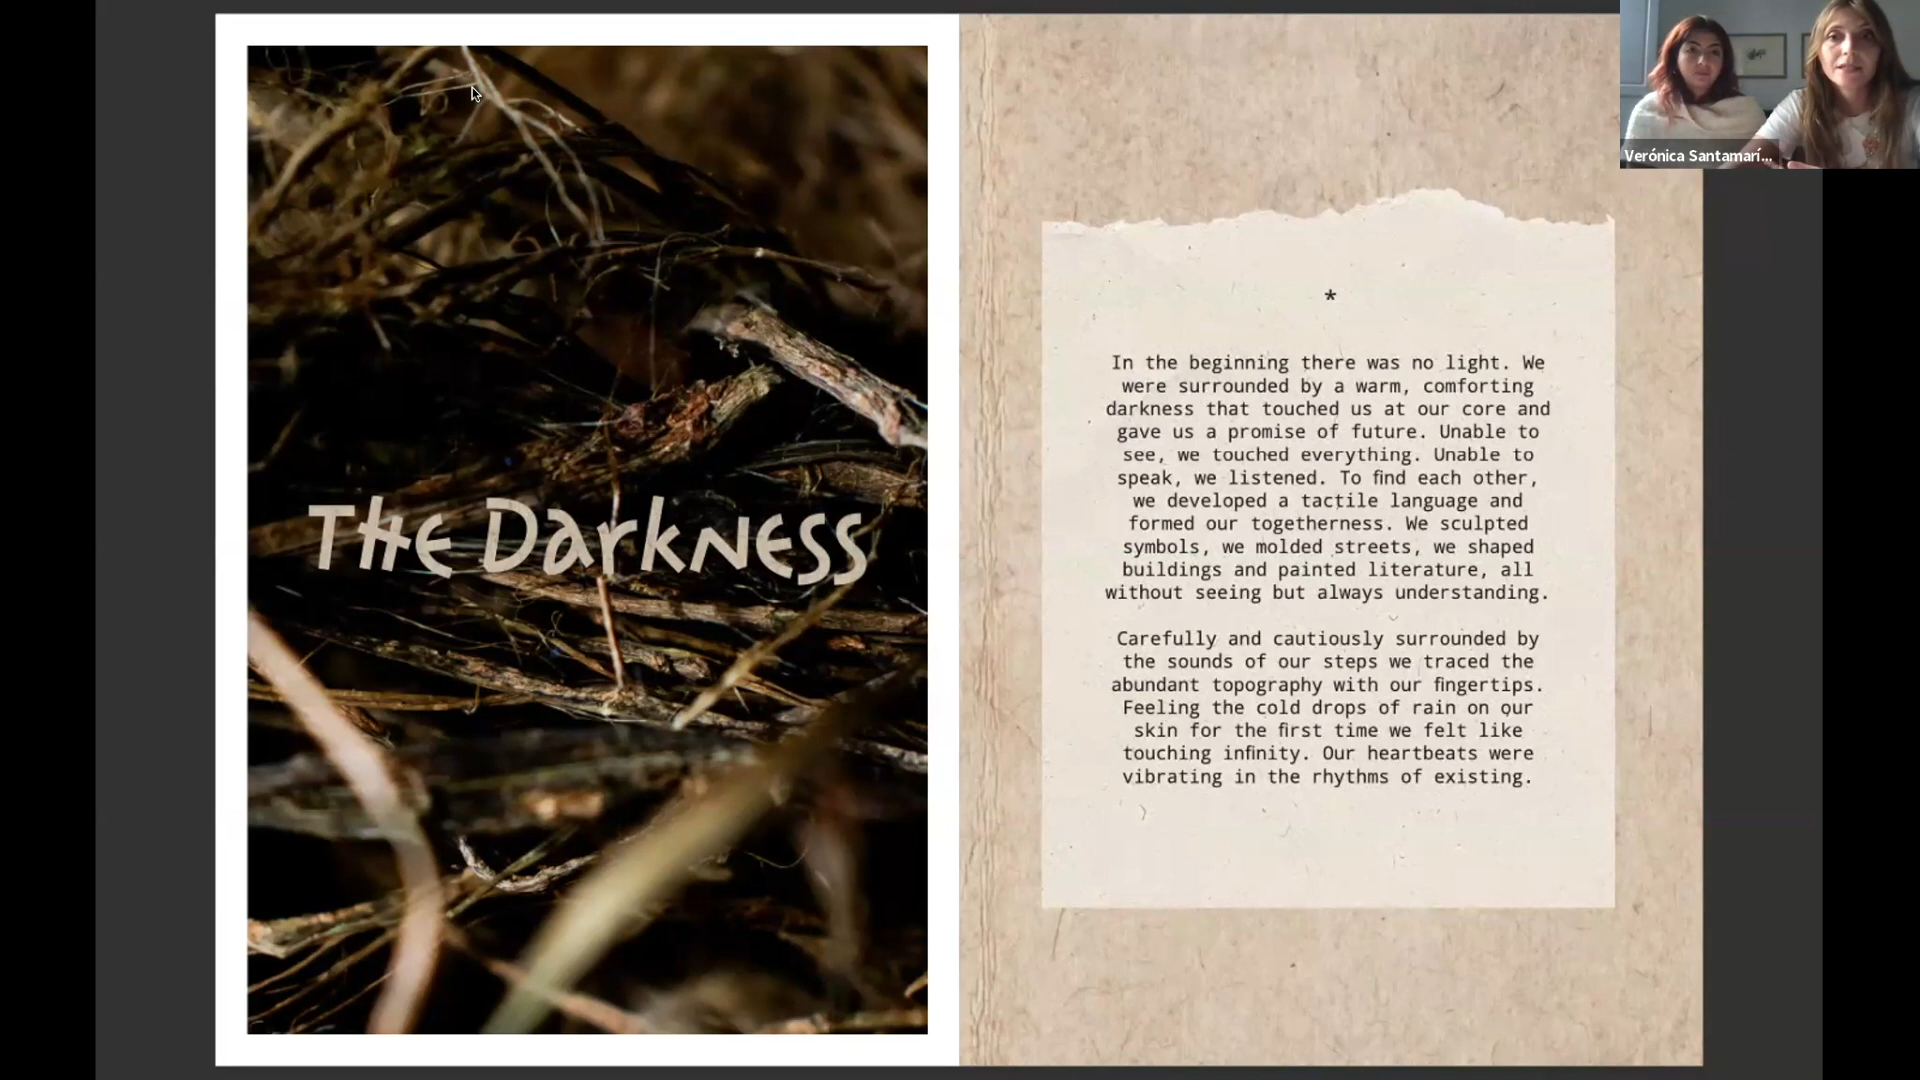 The Darkness
*
In the beginning there was no light. We
were surrounded by a warm, comforting
darkness that touched us at our core and
gave us a promise of future. Unable to
see, we touched everything. Unable to
speak, we listened. To find each other,
we developed a tactile language and
formed our togetherness. We sculpted
symbols, we molded streets, we shaped
buildings and painted literature, all
without seeing but always understanding.
Carefully and cautiously surrounded by
the sounds of our steps we traced the
abundant topography with our fingertips.
Feeling the cold drops of rain on our
skin for the first time we felt like
touching infinity. Our heartbeats were
vibrating in the rhythms of existing.
Verónica Santamarí...